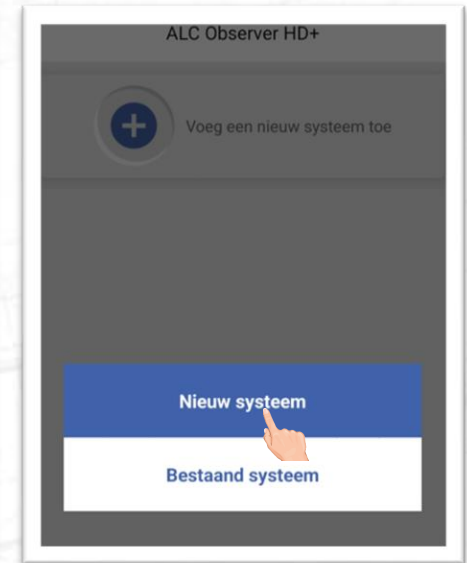 ALC Observer HD+
Voeg een nieuw systeem toe
Nieuw systeem
Bestaand systeem